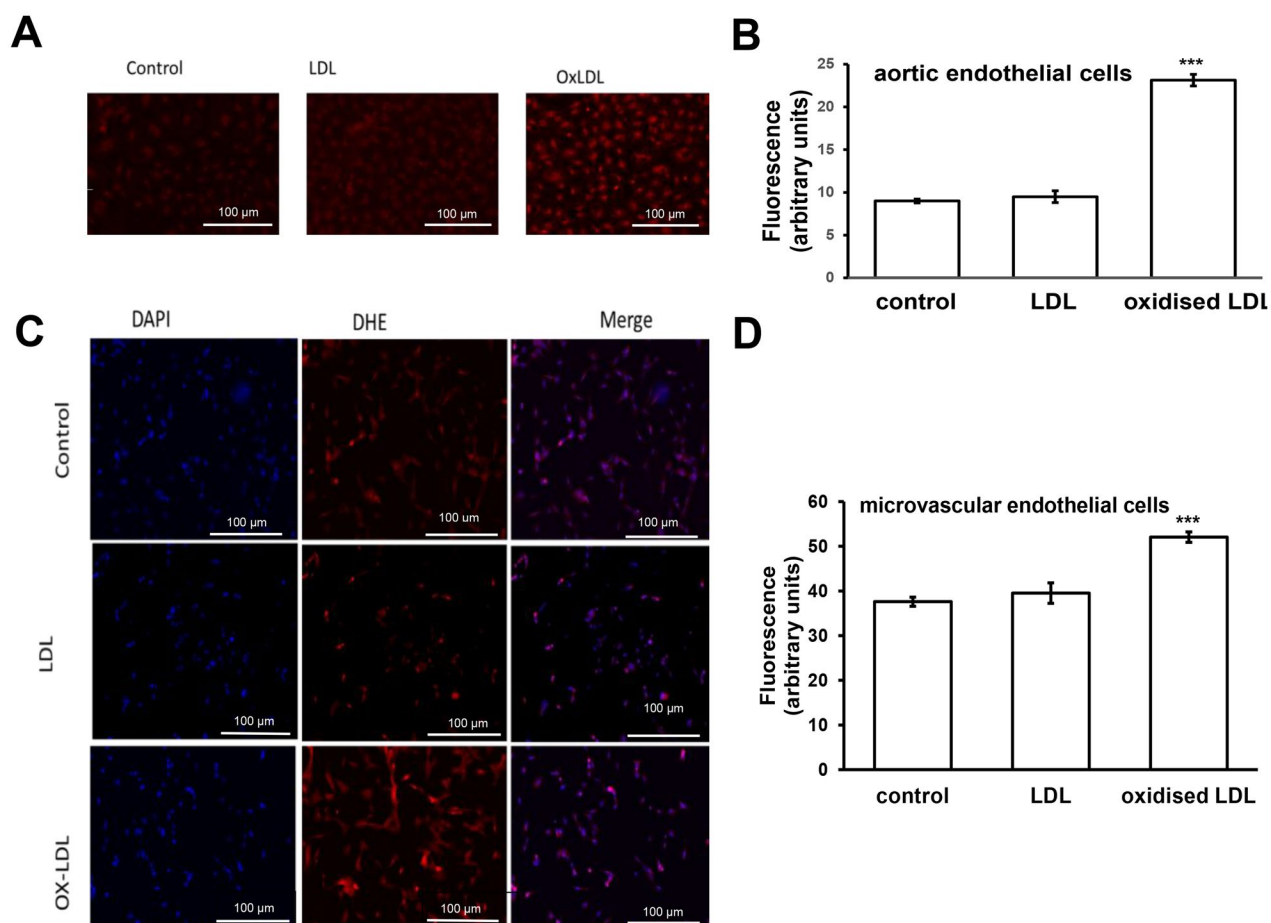 A
Control
LDL
OxLDL
100 µm
100 µm
100 µm
B
aortic endothelial cells
***
Fluorescence
(arbitrary units)
25
20
15
10
5
0
control
LDL
oxidised LDL
C
DAPI
DHE
Merge
Control
100 µm
100 um
100 µm
LDL
100 µm
100 µm
100 µm
OX-LDL
100 µm
100 µm
100 µm
D
microvascular endothelial cells
***
Fluorescence
(arbitrary units)
60
50
40
30
20
10
0
control
LDL
oxidised LDL